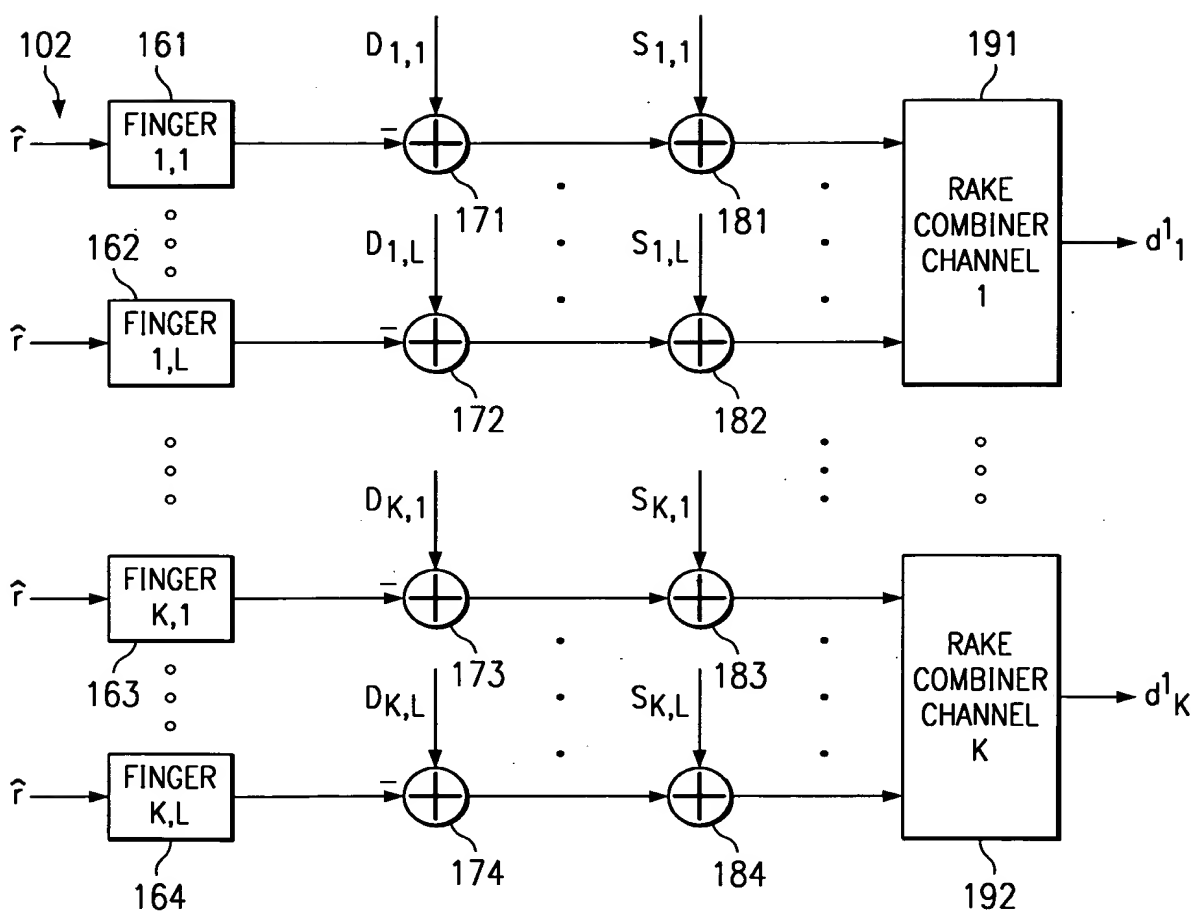 102
161
D1,1
S1,1
191
r̂
FINGER
1,1
−
171
181
162
D1,L
S1,L
RAKE
COMBINER
CHANNEL
1
d¹1
r̂
FINGER
1,L
−
172
182
DK,1
SK,1
r̂
FINGER
K,1
−
163
173
183
DK,L
SK,L
RAKE
COMBINER
CHANNEL
K
d¹K
r̂
FINGER
K,L
−
164
174
184
192